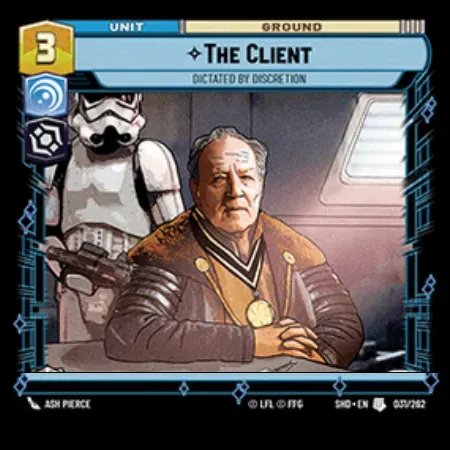 UNIT GROUND
3
✧THE CLIENT
DICTATED BY DISCRETION
ASH PIERCE © LFL © FFG SHD • EN 031/262